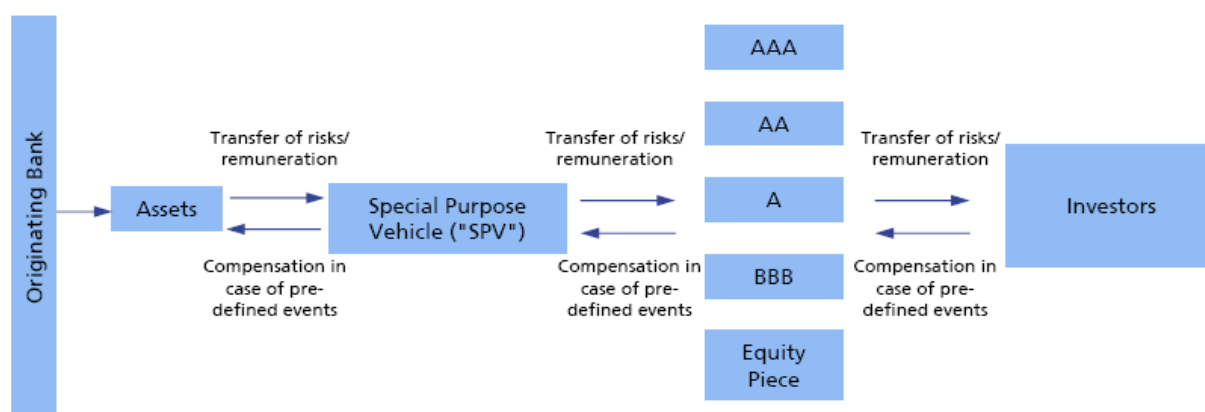 Originating Bank
Assets
Transfer of risks/
remuneration
Compensation in
case of pre-
defined events
Special Purpose
Vehicle ("SPV")
Transfer of risks/
remuneration
Compensation in
case of pre-
defined events
AAA
AA
A
BBB
Equity
Piece
Transfer of risks/
remuneration
Compensation in
case of pre-
defined events
Investors